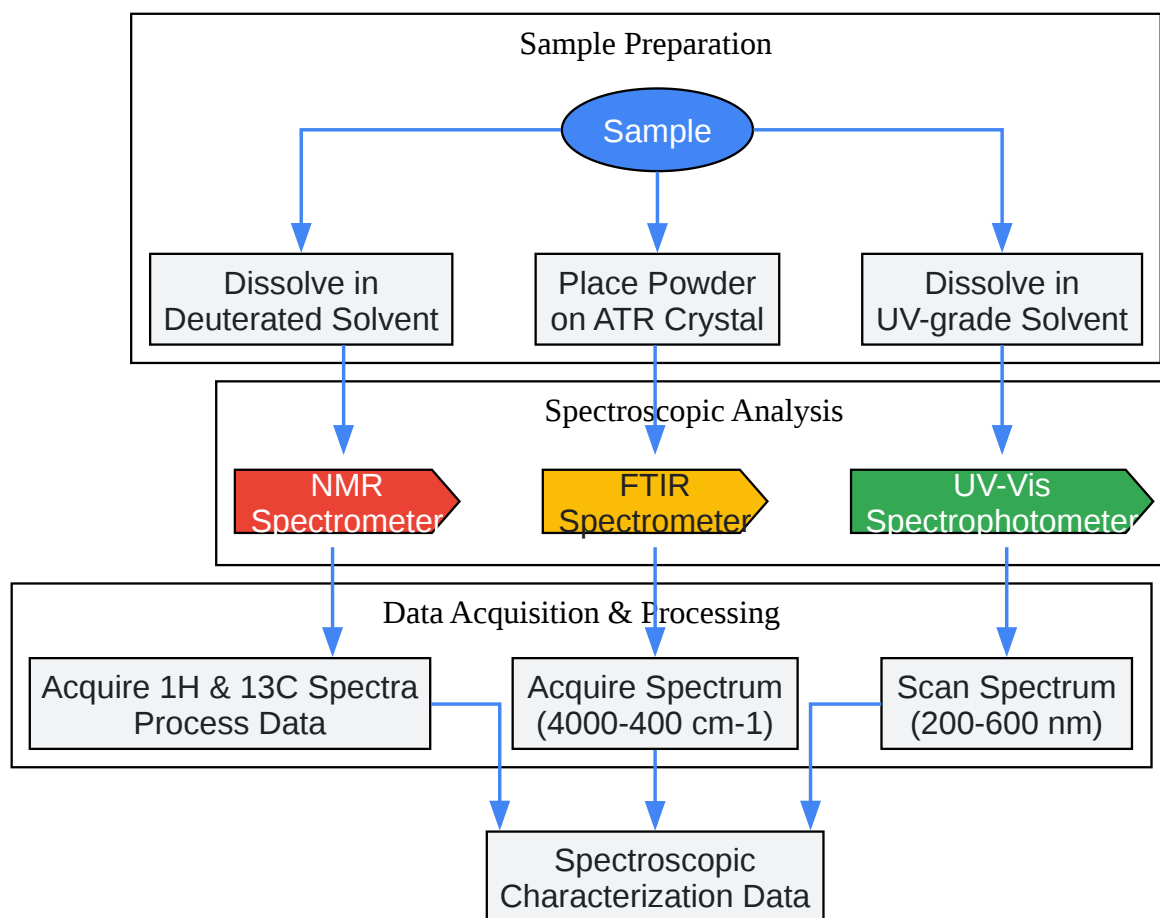 Sample Preparation
Sample
Dissolve in
Deuterated Solvent
Place Powder
on ATR Crystal
Dissolve in
UV-grade Solvent
Spectroscopic Analysis
NMR
Spectrometer
FTIR
Spectrometer
UV-Vis
Spectrophotometer
Data Acquisition & Processing
Acquire 1H & 13C Spectra
Process Data
Acquire Spectrum
(4000-400 cm-1)
Scan Spectrum
(200-600 nm)
Spectroscopic
Characterization Data